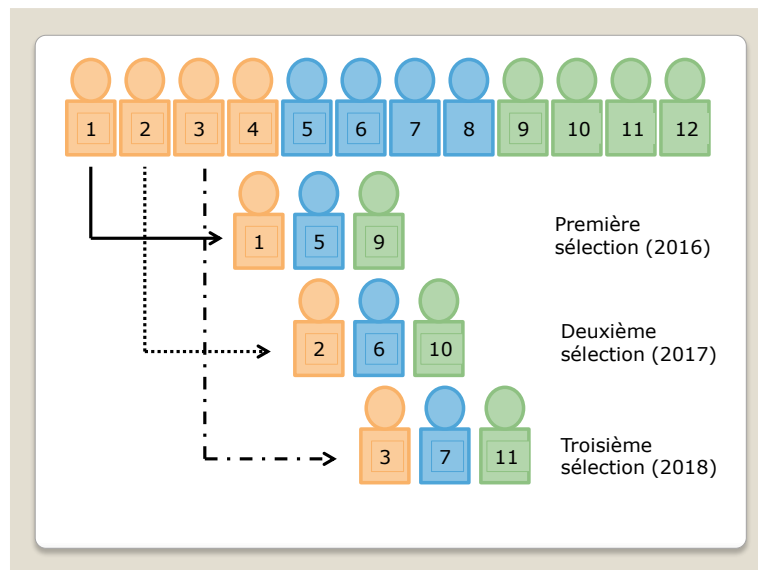 1 2 3 4 5 6 7 8 9 10 11 12
1 5 9
Première
sélection (2016)
2 6 10
Deuxième
sélection (2017)
3 7 11
Troisième
sélection (2018)